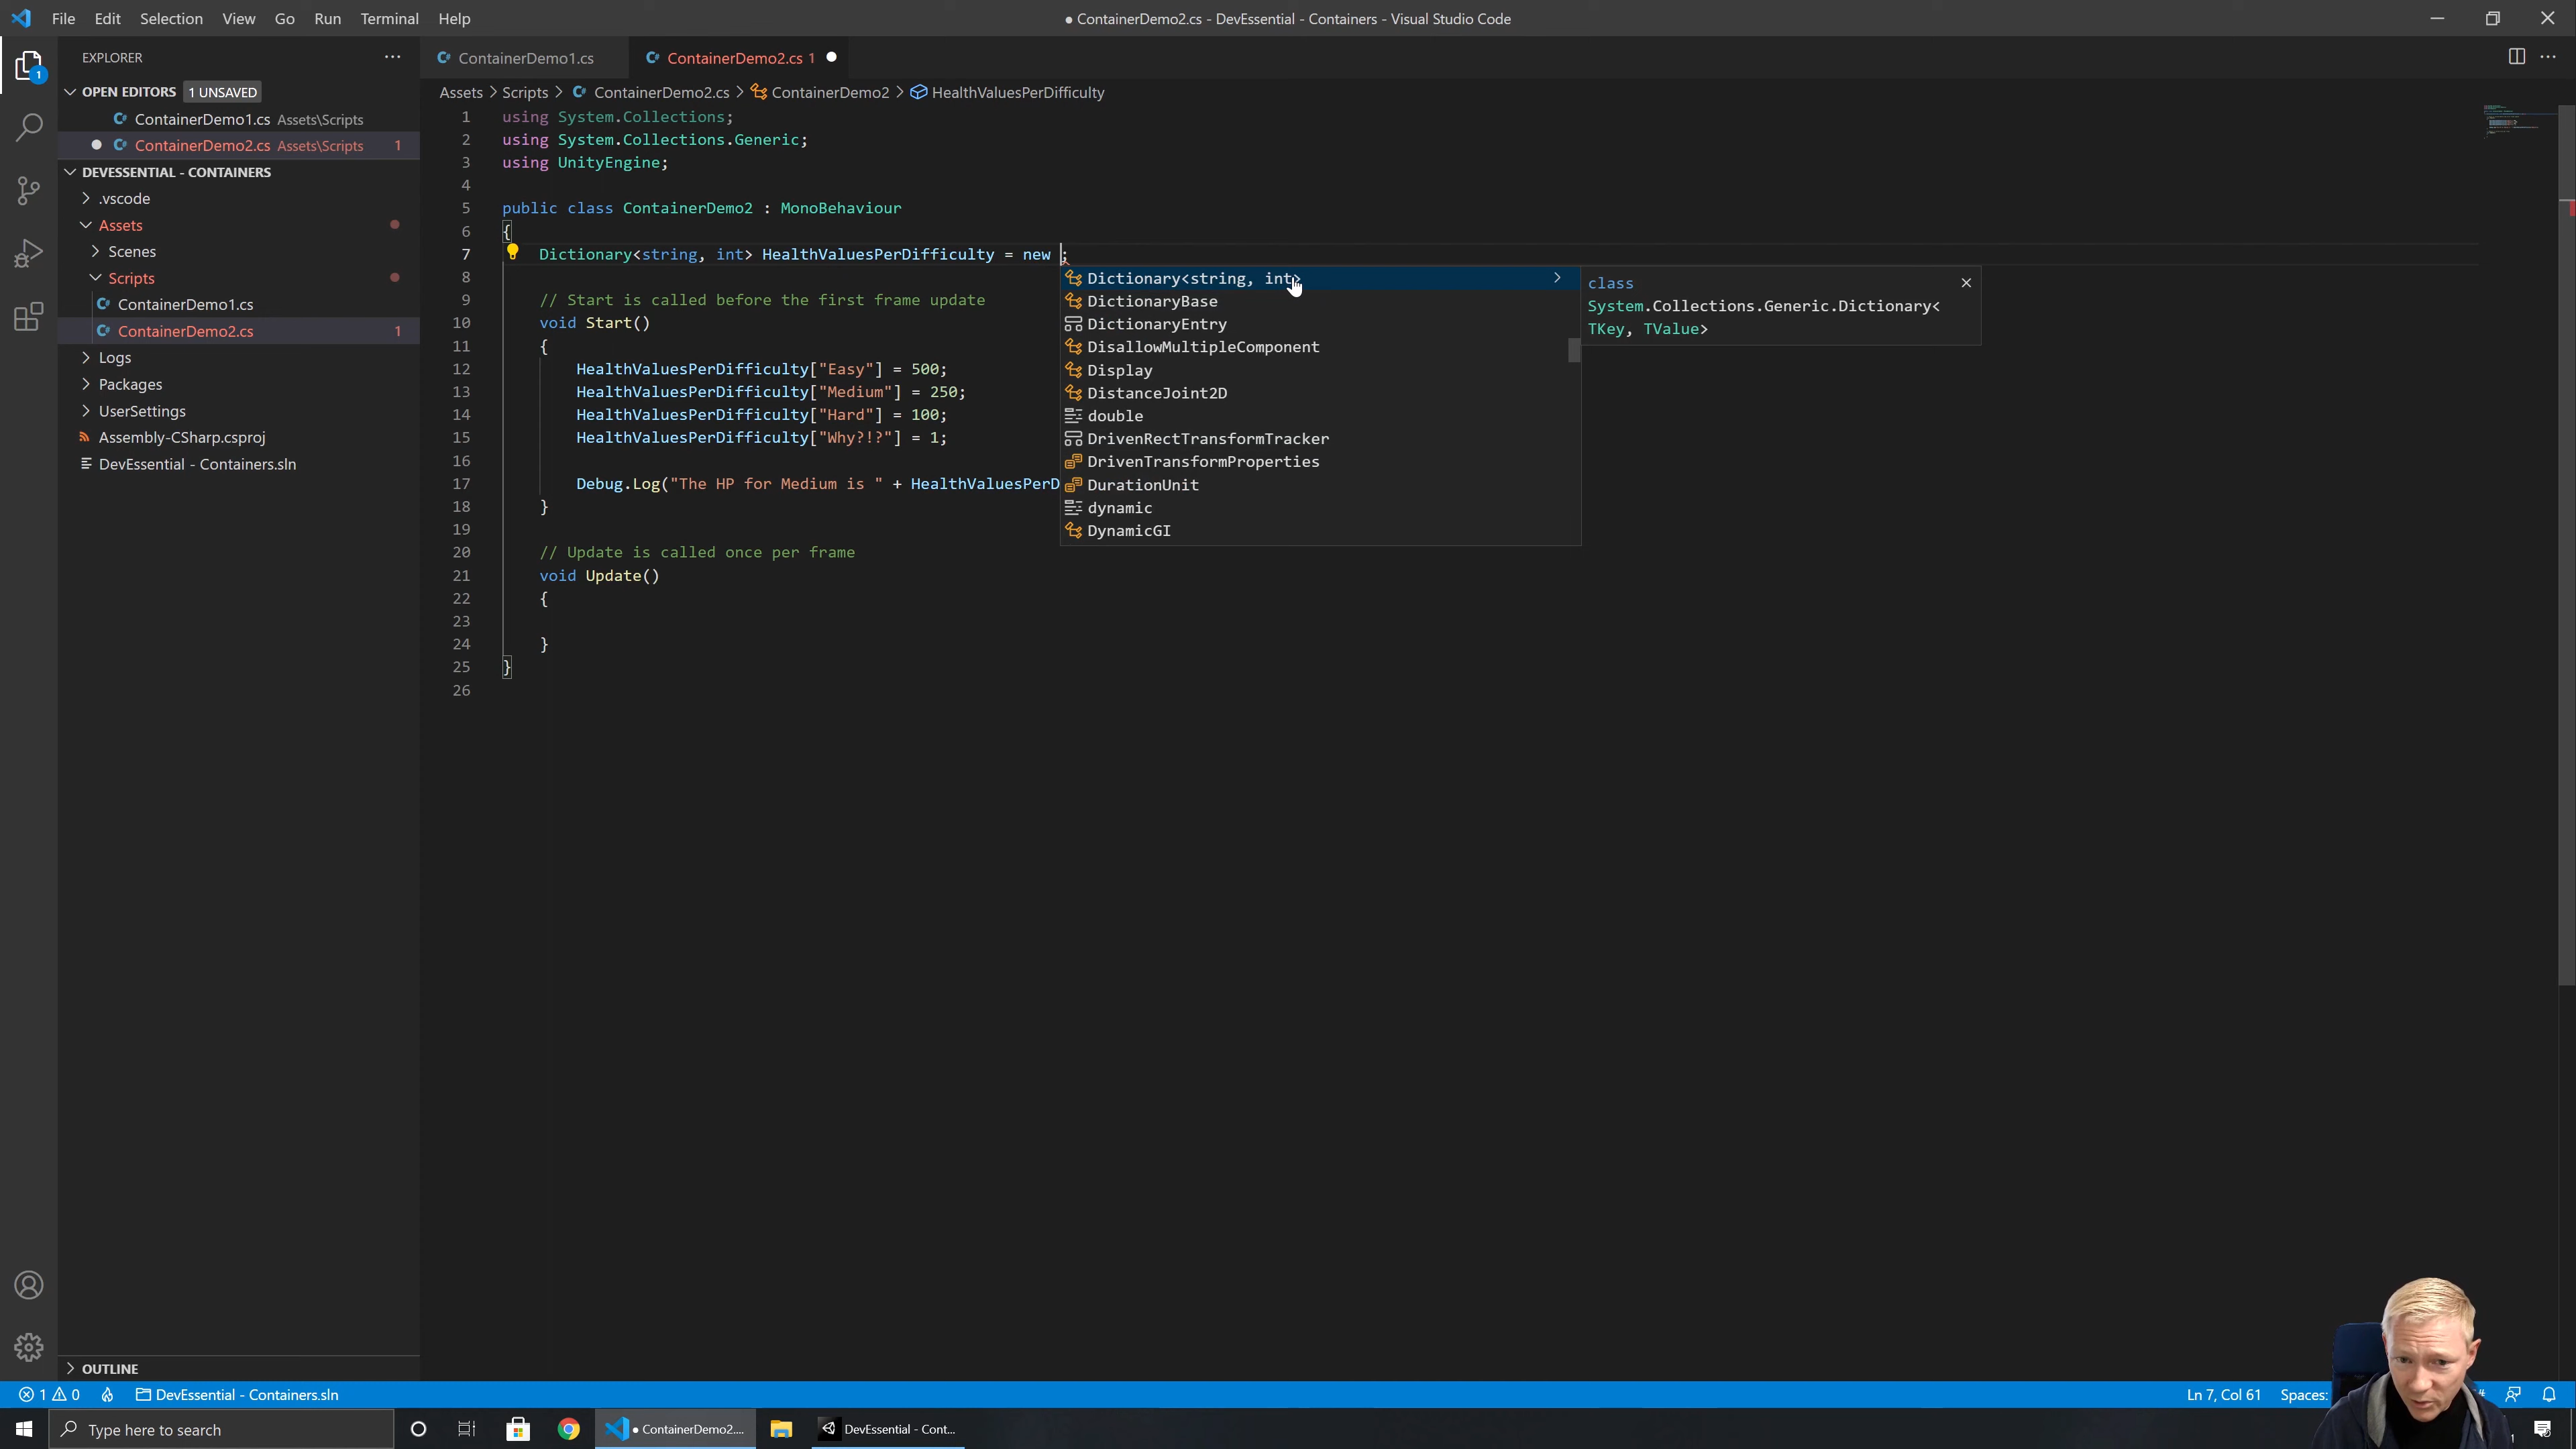 File Edit Selection View Go Run Terminal Help
● ContainerDemo2.cs - DevEssential - Containers - Visual Studio Code
EXPLORER
1
OPEN EDITORS 1 UNSAVED
ContainerDemo1.cs Assets\Scripts
ContainerDemo2.cs Assets\Scripts 1
DEVESSENTIAL - CONTAINERS
.vscode
Assets
Scenes
Scripts
ContainerDemo1.cs
ContainerDemo2.cs 1
Logs
Packages
UserSettings
Assembly-CSharp.csproj
DevEssential - Containers.sln
OUTLINE
ContainerDemo1.cs
ContainerDemo2.cs 1
Assets > Scripts > ContainerDemo2.cs > ContainerDemo2 > HealthValuesPerDifficulty
1 using System.Collections;
2 using System.Collections.Generic;
3 using UnityEngine;
4
5 public class ContainerDemo2 : MonoBehaviour
6 {
7 Dictionary<string, int> HealthValuesPerDifficulty = new ;
8
9 // Start is called before the first frame update
10 void Start()
11 {
12 HealthValuesPerDifficulty["Easy"] = 500;
13 HealthValuesPerDifficulty["Medium"] = 250;
14 HealthValuesPerDifficulty["Hard"] = 100;
15 HealthValuesPerDifficulty["Why?!?"] = 1;
16
17 Debug.Log("The HP for Medium is " + HealthValuesPerD
18 }
19
20 // Update is called once per frame
21 void Update()
22 {
23
24 }
25 }
26
Dictionary<string, int>
DictionaryBase
DictionaryEntry
DisallowMultipleComponent
Display
DistanceJoint2D
double
DrivenRectTransformTracker
DrivenTransformProperties
DurationUnit
dynamic
DynamicGI
class
System.Collections.Generic.Dictionary<
TKey, TValue>
1 0 DevEssential - Containers.sln
Ln 7, Col 61 Spaces:
Type here to search
● ContainerDemo2....
DevEssential - Cont...